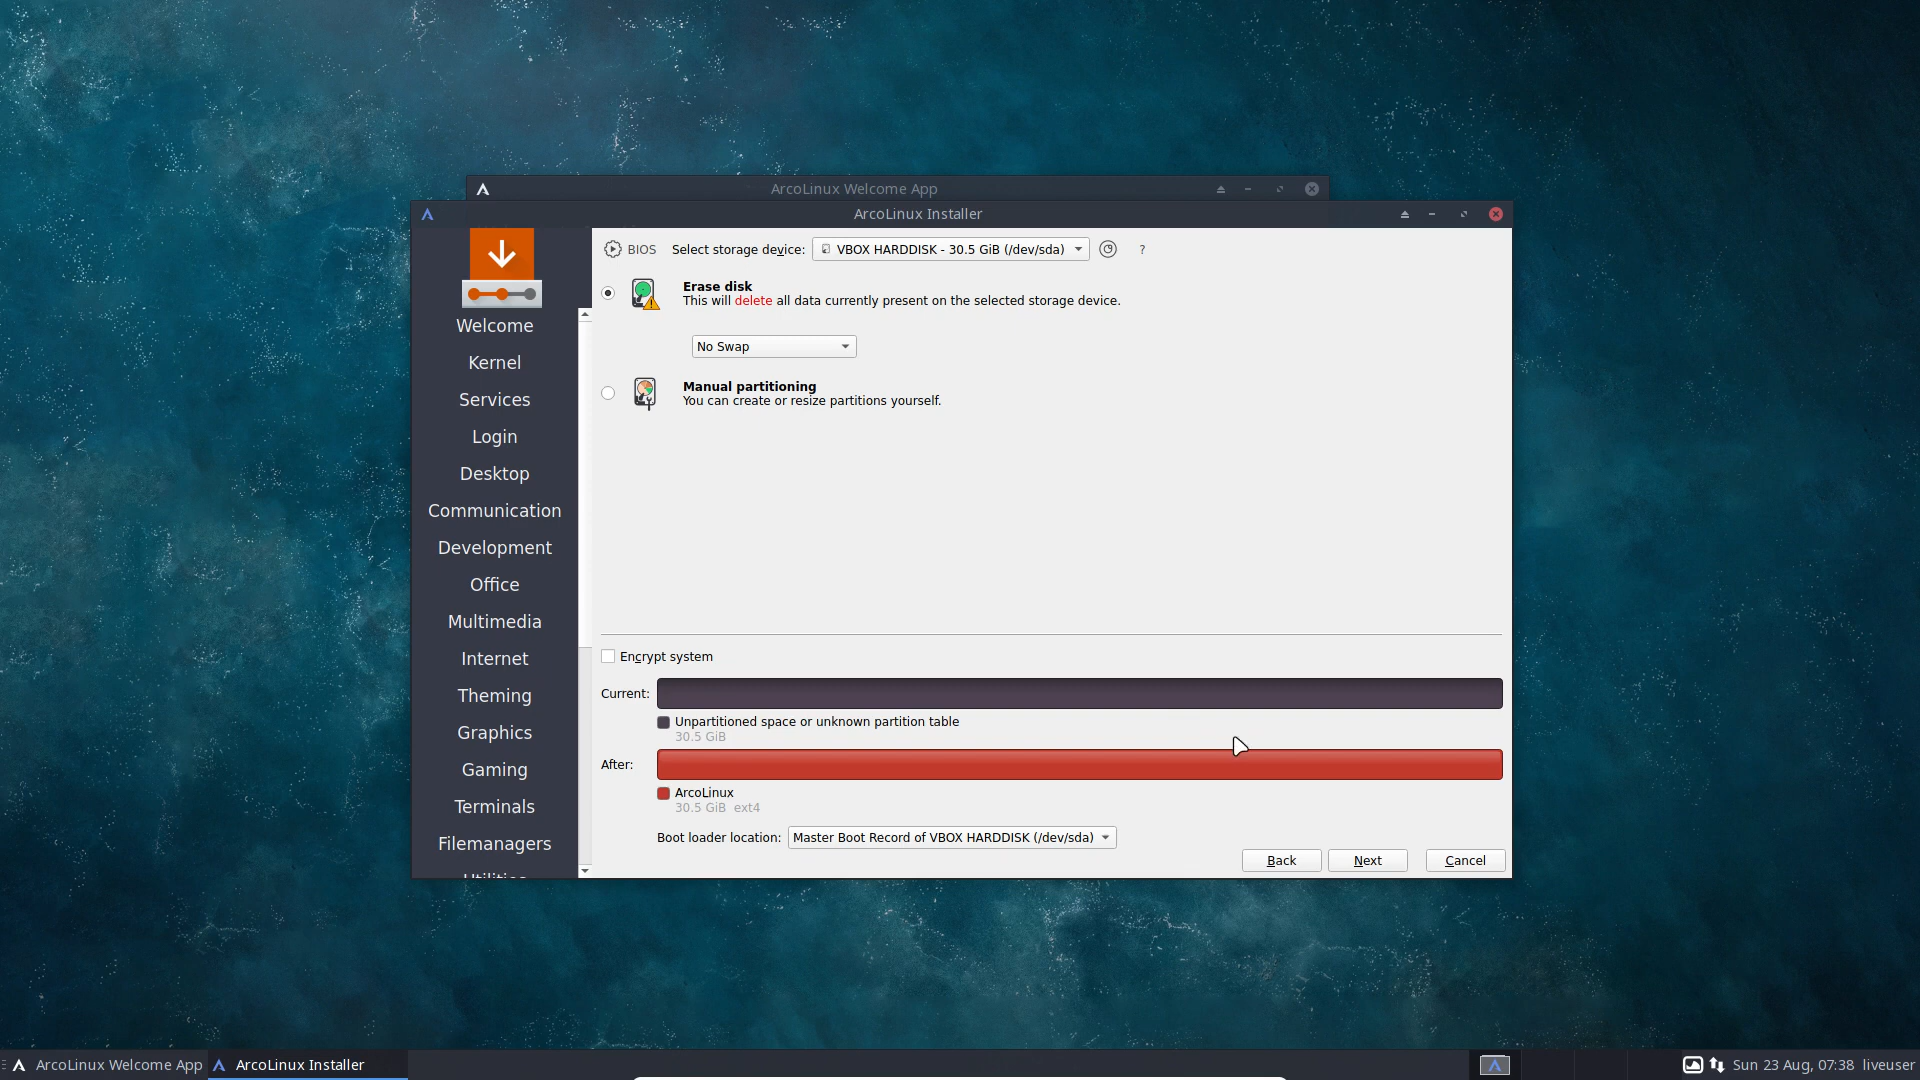 ArcoLinux Welcome App
ArcoLinux Installer
BIOS
Select storage device:
VBOX HARDDISK - 30.5 GiB (/dev/sda)
?
Erase disk
This will delete all data currently present on the selected storage device.
No Swap
Manual partitioning
You can create or resize partitions yourself.
Welcome
Kernel
Services
Login
Desktop
Communication
Development
Office
Multimedia
Internet
Theming
Graphics
Gaming
Terminals
Filemanagers
Utilities
Encrypt system
Current:
Unpartitioned space or unknown partition table
30.5 GiB
After:
ArcoLinux
30.5 GiB ext4
Boot loader location:
Master Boot Record of VBOX HARDDISK (/dev/sda)
Back
Next
Cancel
ArcoLinux Welcome App
ArcoLinux Installer
Sun 23 Aug, 07:38
liveuser